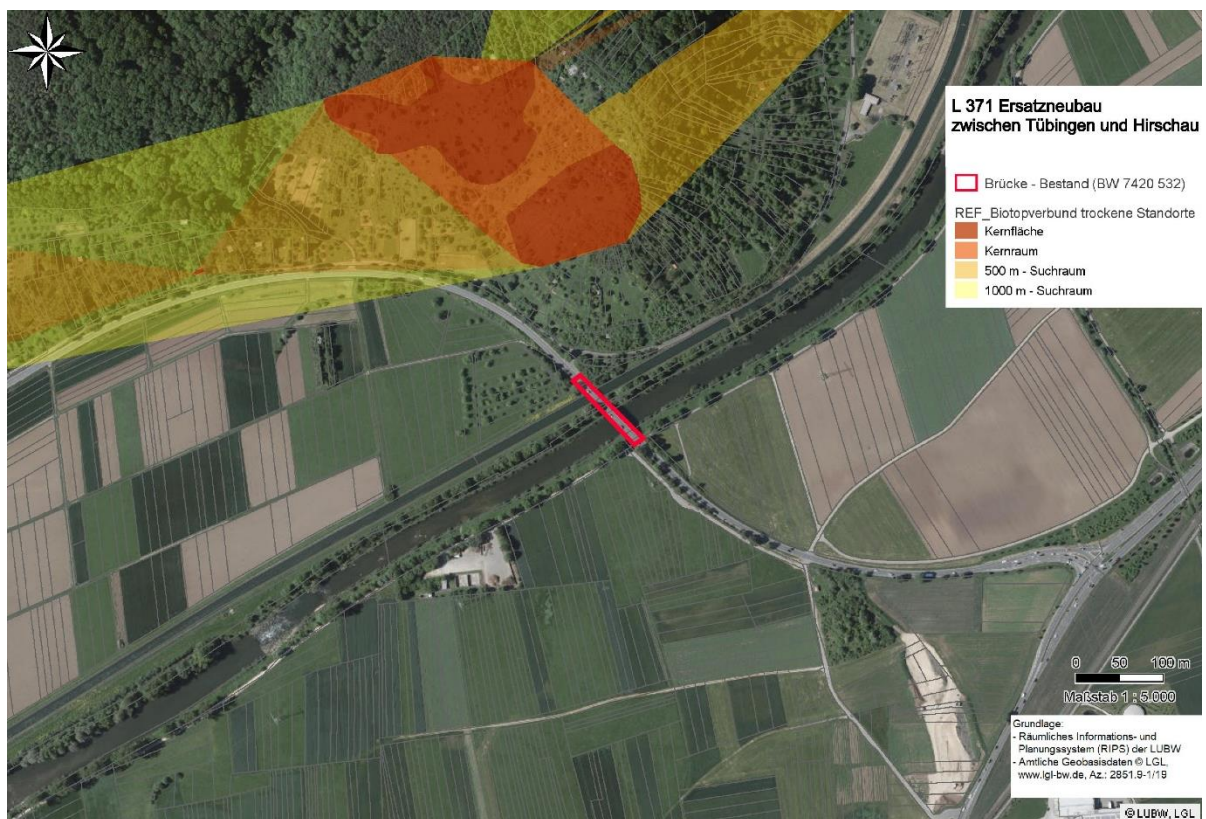 L 371 Ersatzneubau
zwischen Tübingen und Hirschau
Brücke - Bestand (BW 7420 532)
REF_Biotopverbund trockene Standorte
Kernfläche
Kernraum
500 m - Suchraum
1000 m - Suchraum
0 50 100 m
Maßstab 1 : 5.000
Grundlage:
- Räumliches Informations- und
Planungssystem (RIPS) der LUBW
- Amtliche Geobasisdaten © LGL,
www.lgl-bw.de, Az.: 2851.9-1/19
© LUBW, LGL